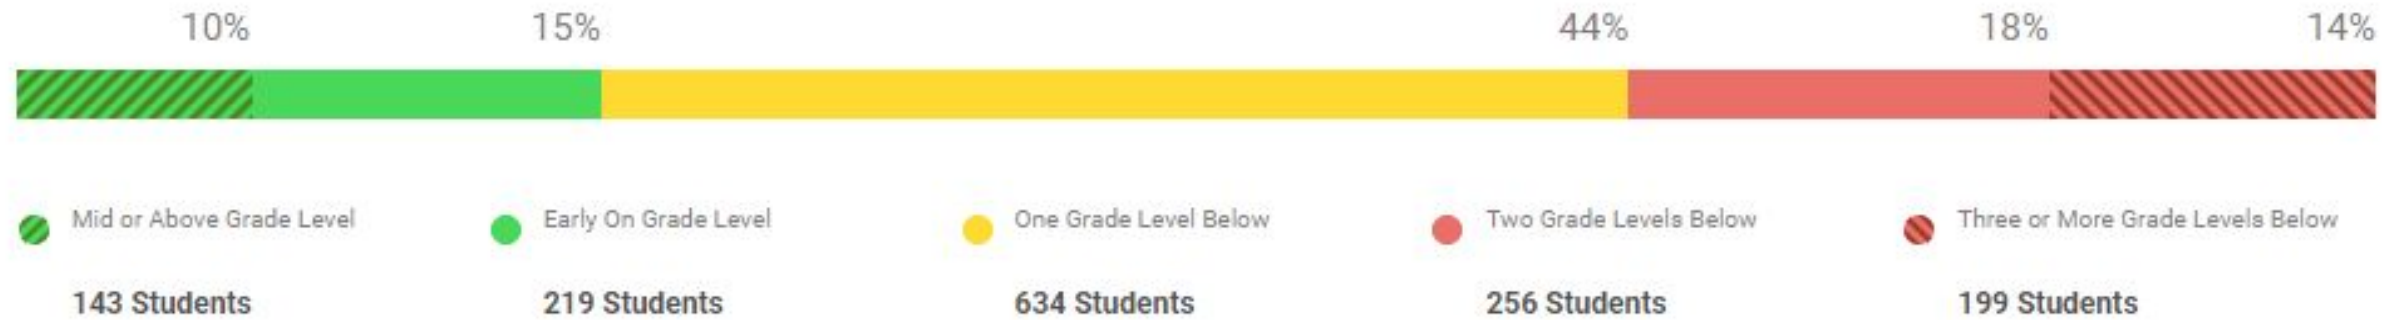 10% 15% 44% 18% 14%
Mid or Above Grade Level Early On Grade Level One Grade Level Below Two Grade Levels Below Three or More Grade Levels Below
143 Students 219 Students 634 Students 256 Students 199 Students